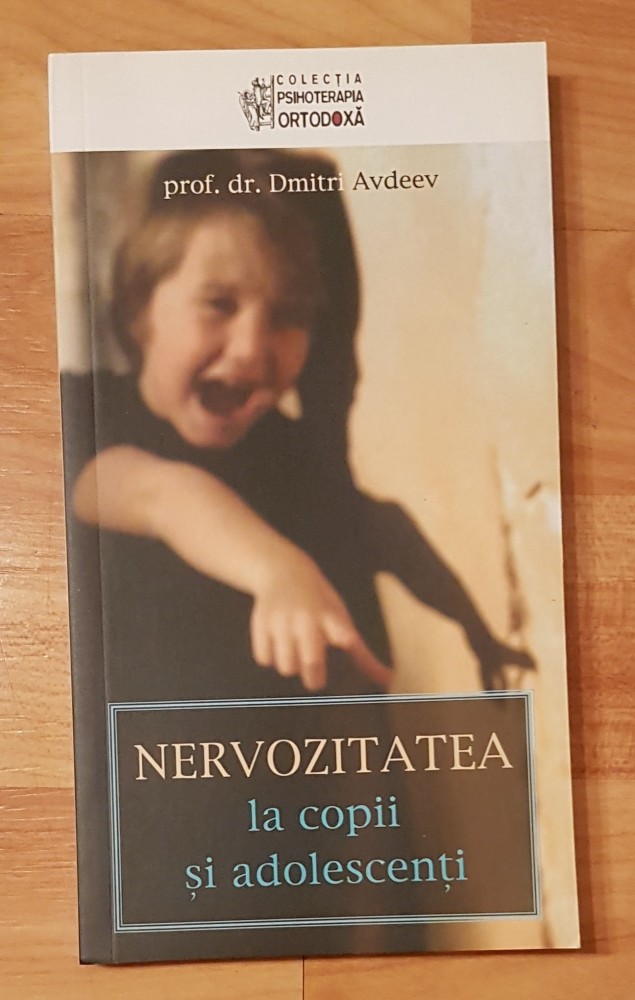 COLECȚIA
PSIHOTERAPIA
ORTODOXĂ
prof. dr. Dmitri Avdeev
NERVOZITATEA
la copii
și adolescenți